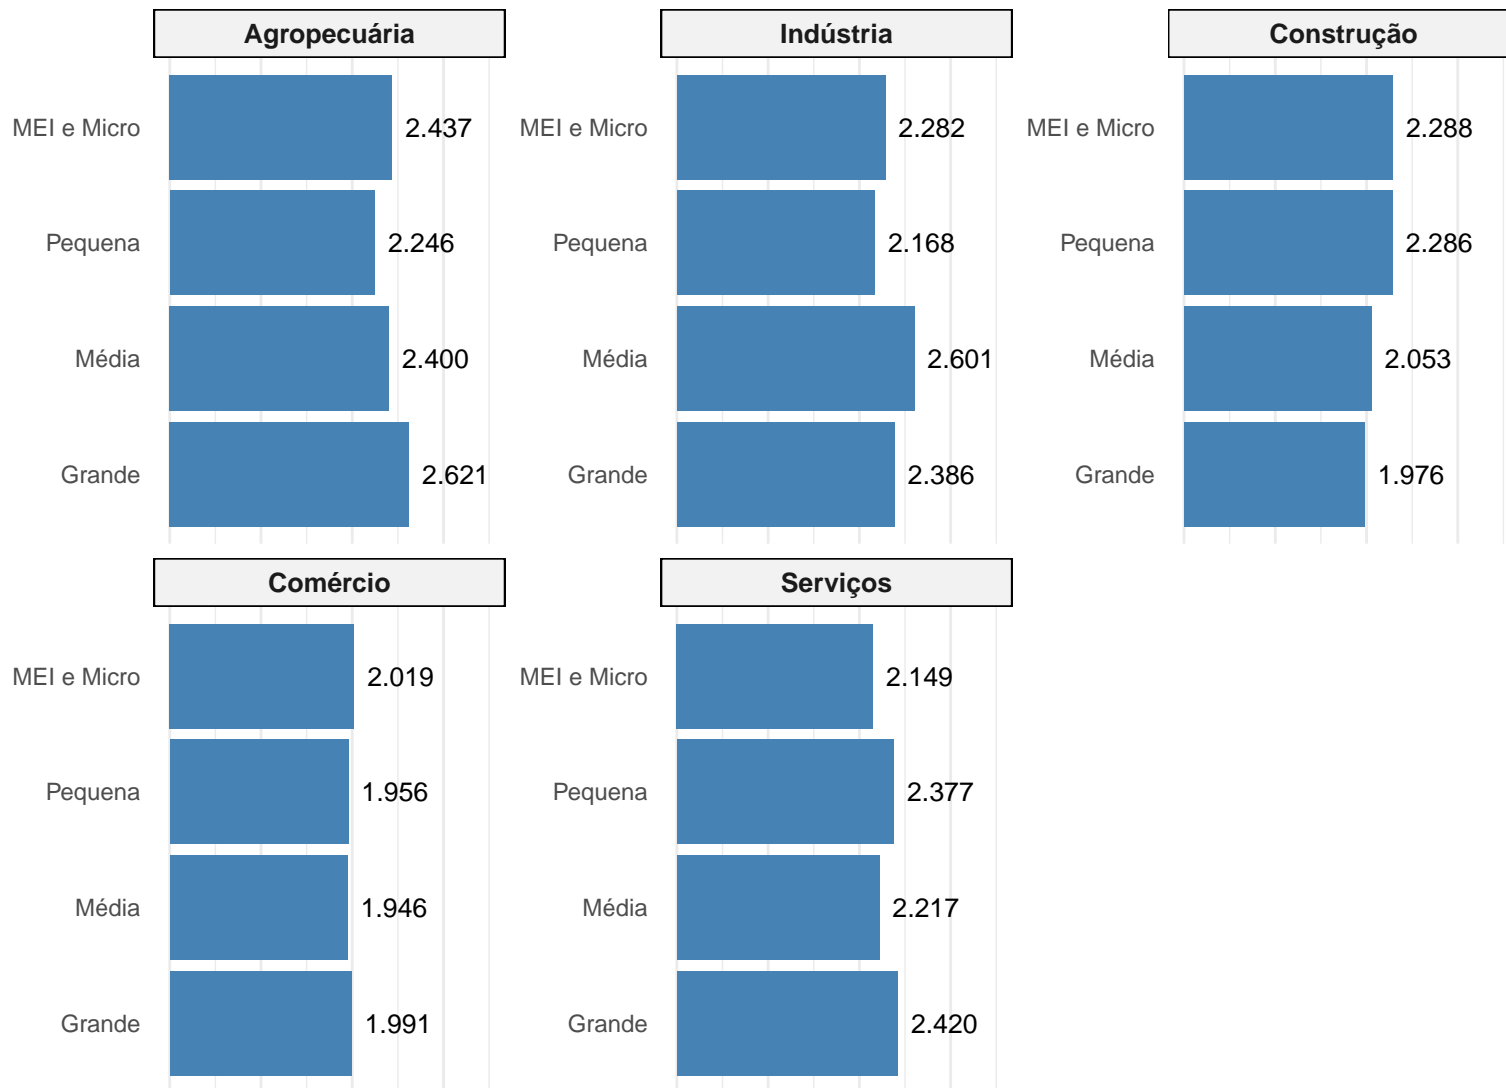 Agropecuária
MEI e Micro 2.437
Pequena 2.246
Média 2.400
Grande 2.621
Indústria
MEI e Micro 2.282
Pequena 2.168
Média 2.601
Grande 2.386
Construção
MEI e Micro 2.288
Pequena 2.286
Média 2.053
Grande 1.976
Comércio
MEI e Micro 2.019
Pequena 1.956
Média 1.946
Grande 1.991
Serviços
MEI e Micro 2.149
Pequena 2.377
Média 2.217
Grande 2.420